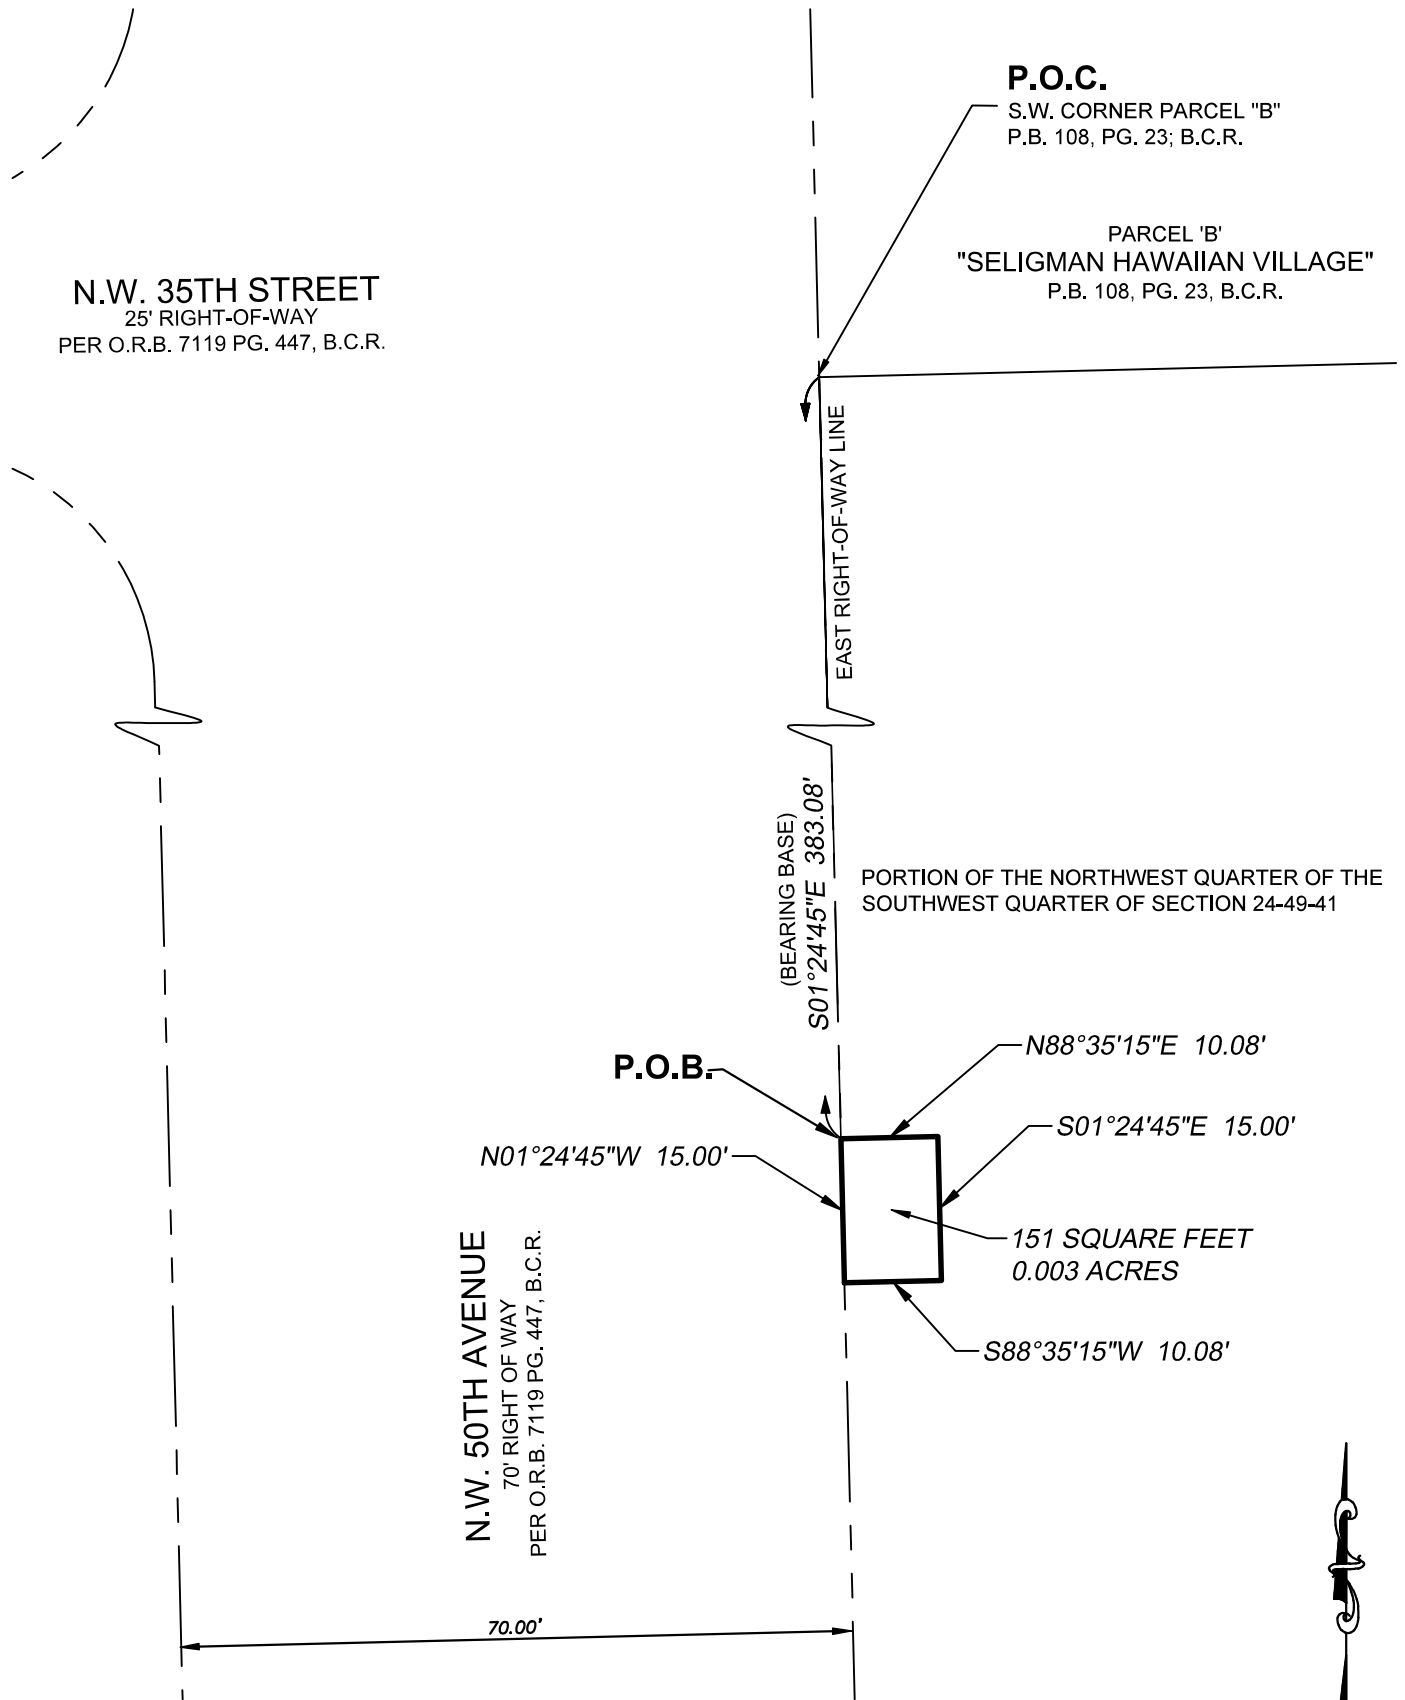 P.O.C.
S.W. CORNER PARCEL "B"
P.B. 108, PG. 23; B.C.R.
PARCEL 'B'
"SELIGMAN HAWAIIAN VILLAGE"
P.B. 108, PG. 23, B.C.R.
N.W. 35TH STREET
25' RIGHT-OF-WAY
PER O.R.B. 7119 PG. 447, B.C.R.
EAST RIGHT-OF-WAY LINE
(BEARING BASE)
S01°24'45"E 383.08'
PORTION OF THE NORTHWEST QUARTER OF THE
SOUTHWEST QUARTER OF SECTION 24-49-41
N88°35'15"E 10.08'
P.O.B.
S01°24'45"E 15.00'
N01°24'45"W 15.00'
151 SQUARE FEET
0.003 ACRES
S88°35'15"W 10.08'
N.W. 50TH AVENUE
70' RIGHT OF WAY
PER O.R.B. 7119 PG. 447, B.C.R.
70.00'